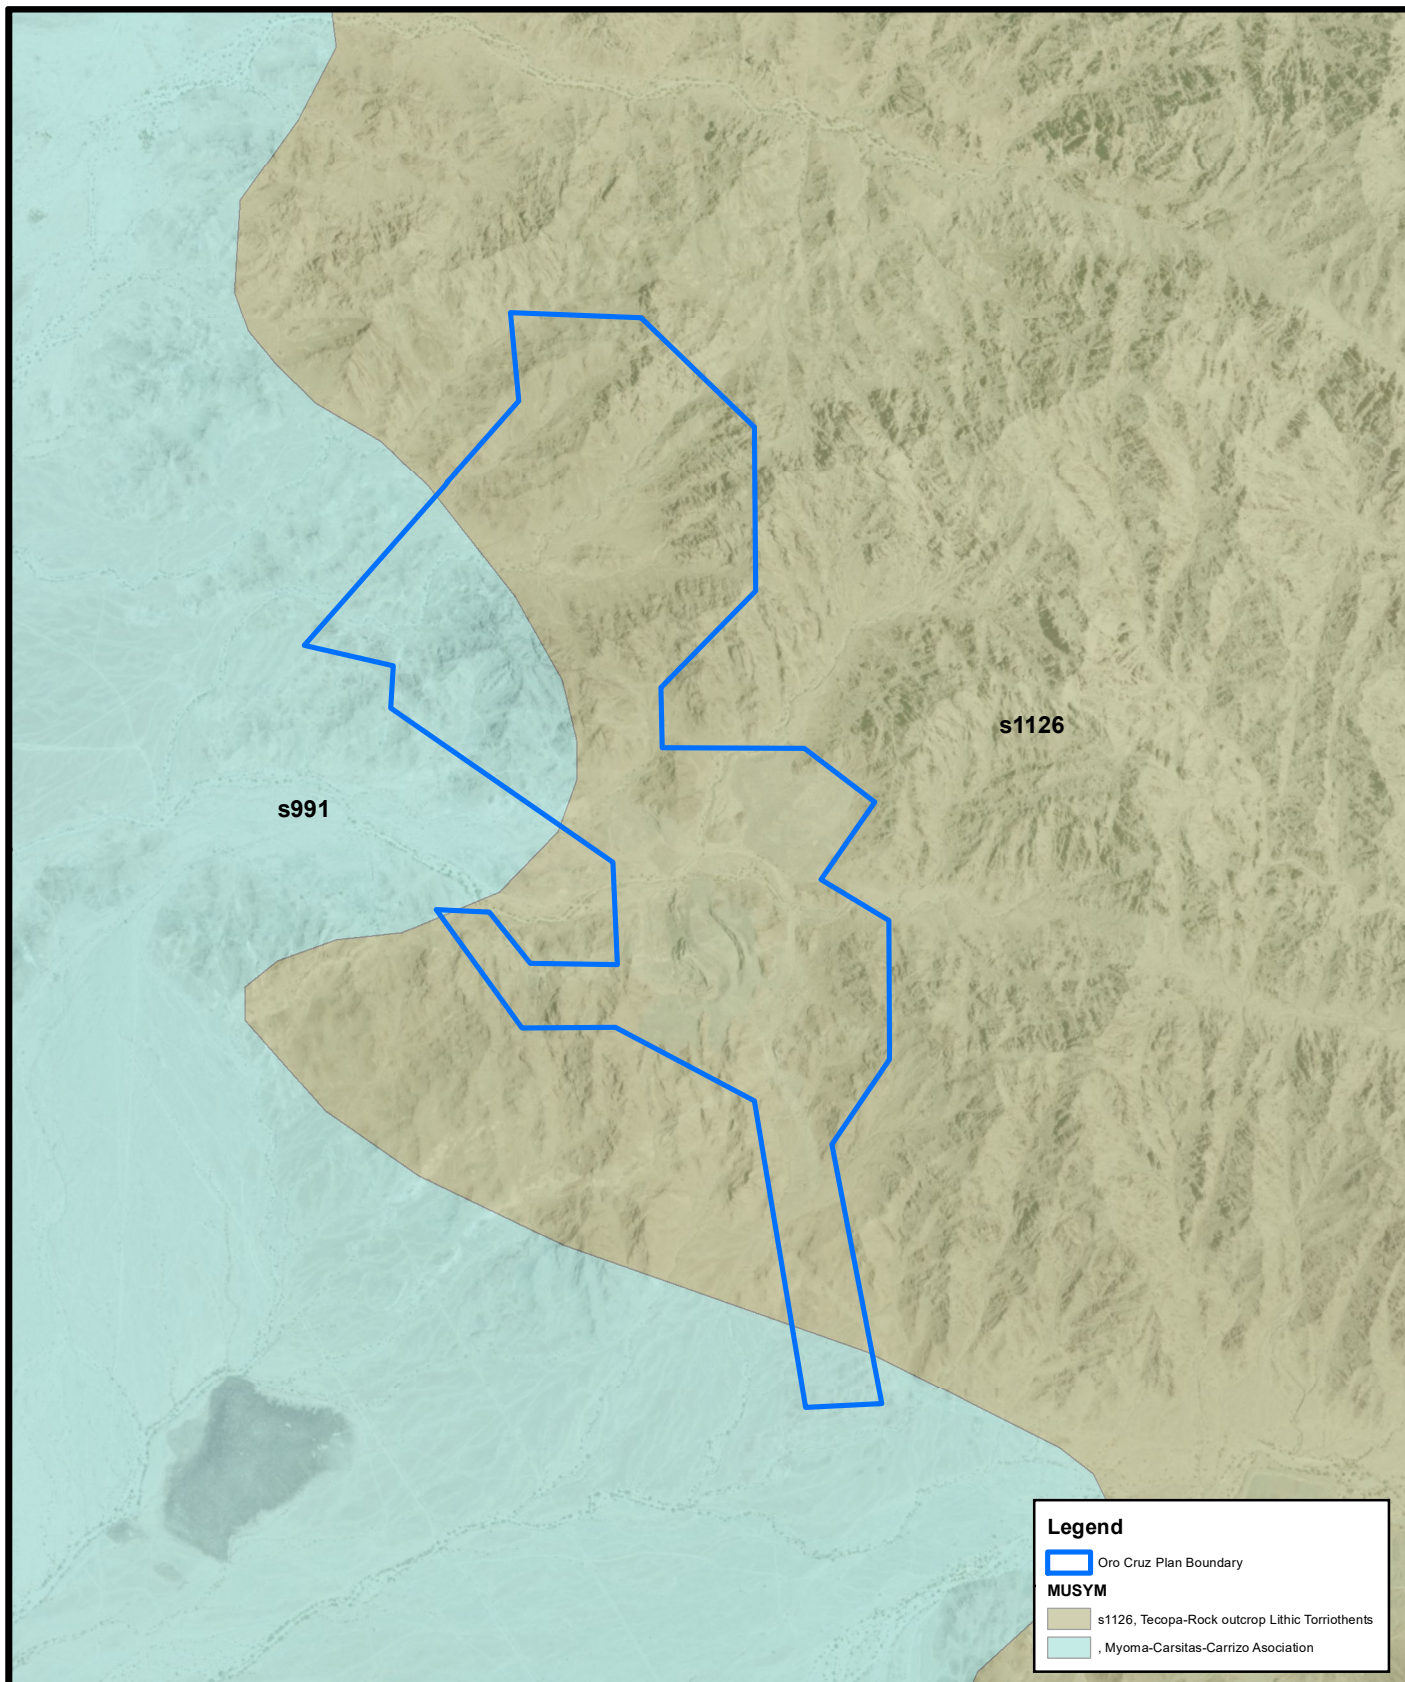 s1126
s991
Legend
Oro Cruz Plan Boundary
MUSYM
s1126, Tecopa-Rock outcrop Lithic Torriothents
, Myoma-Carsitas-Carrizo Asociation